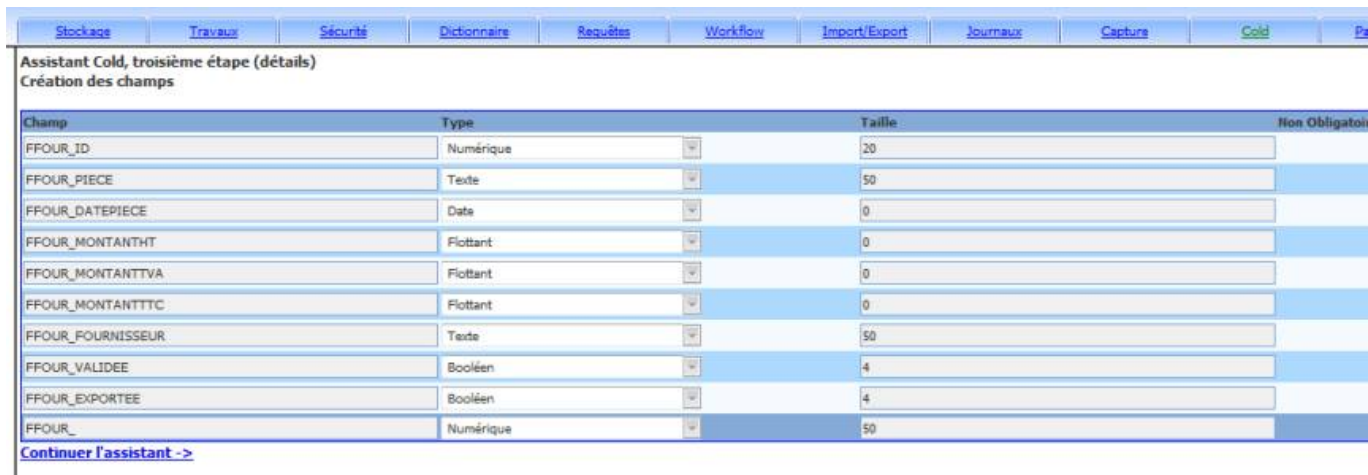 Stockage Travaux Sécurité Dictionnaire Requêtes Workflow Import/Export Journaux Capture Cold
Assistant Cold, troisième étape (détails)
Création des champs
Champ Type Taille Non Obligatoir
FFOUR_ID Numérique 20
FFOUR_PIECE Texte 50
FFOUR_DATEPIECE Date 0
FFOUR_MONTANTHT Flottant 0
FFOUR_MONTANTTVA Flottant 0
FFOUR_MONTANTTTC Flottant 0
FFOUR_FOURNISSEUR Texte 50
FFOUR_VALIDEE Booléen 4
FFOUR_EXPORTEE Booléen 4
FFOUR_ Numérique 50
Continuer l'assistant ->